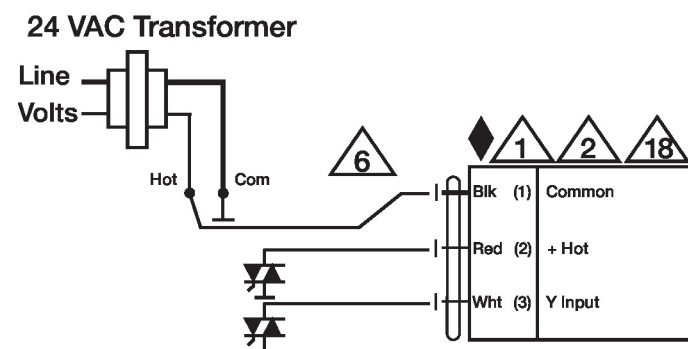 24 VAC Transformer
Line
Volts
Hot
Com
6
1
2
18
Blk (1) Common
Red (2) + Hot
Wht (3) Y Input